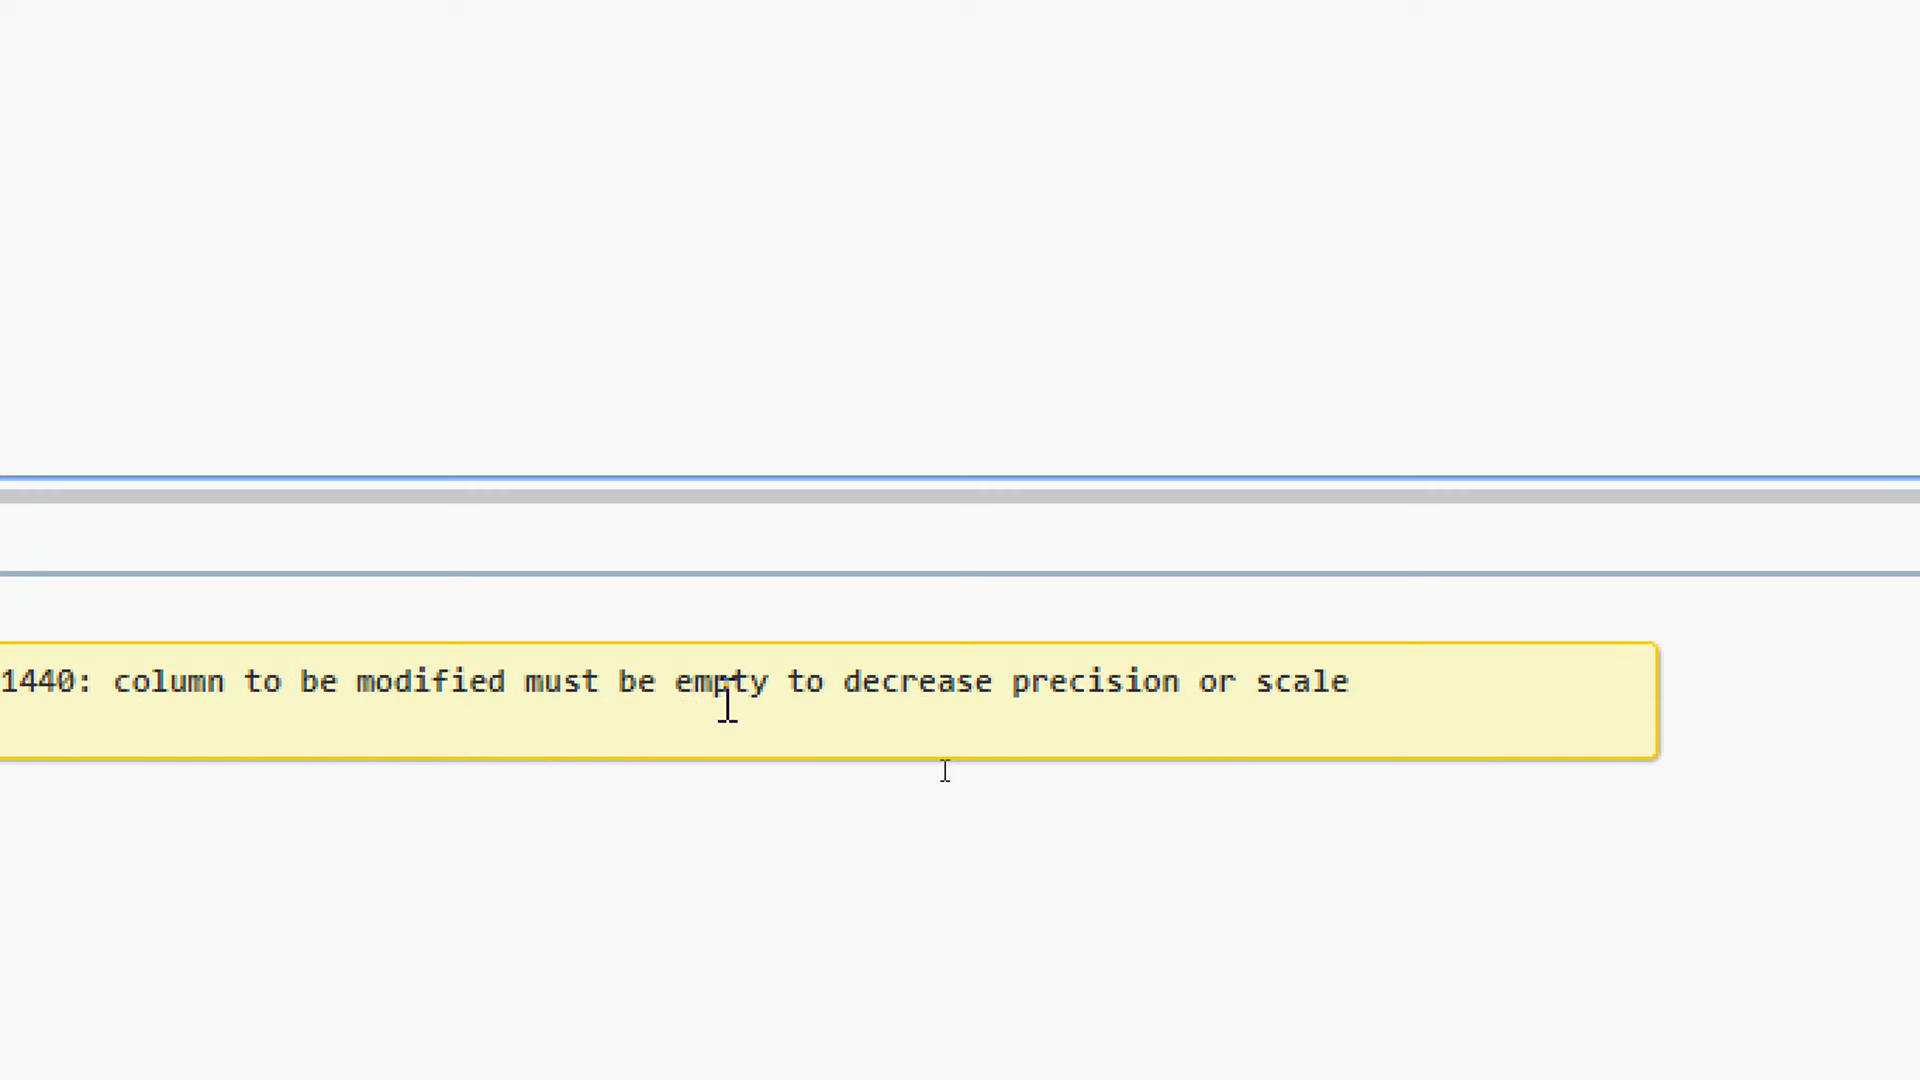 1440: column to be modified must be empty to decrease precision or scale